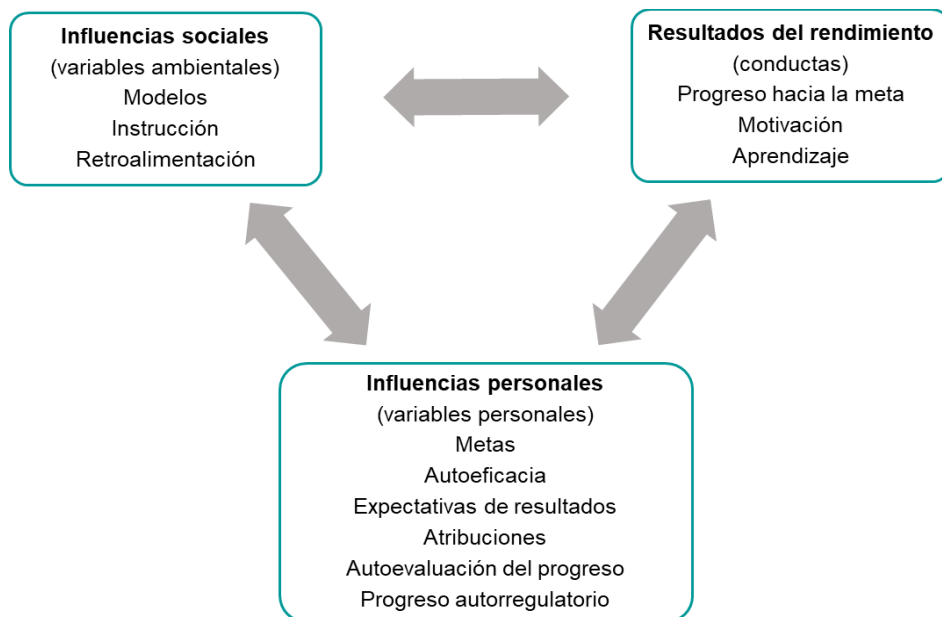 Influencias sociales
(variables ambientales)
Modelos
Instrucción
Retroalimentación
Resultados del rendimiento
(conductas)
Progreso hacia la meta
Motivación
Aprendizaje
Influencias personales
(variables personales)
Metas
Autoeficacia
Expectativas de resultados
Atribuciones
Autoevaluación del progreso
Progreso autorregulatorio